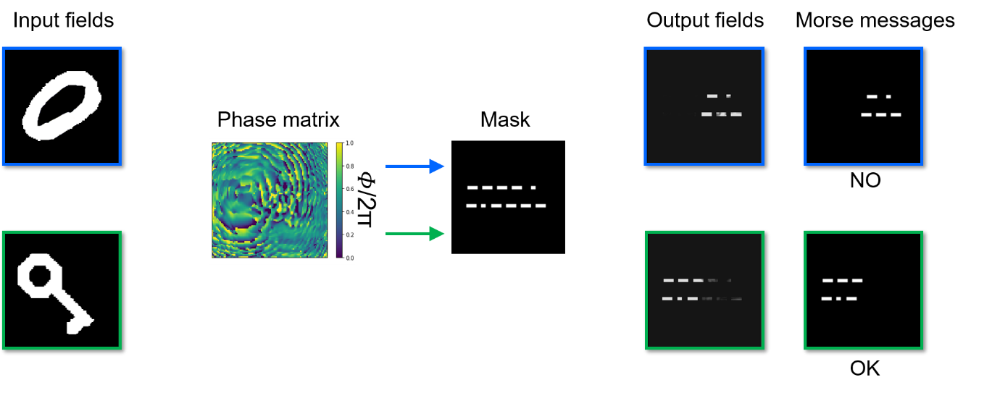 Input fields
Output fields
Morse messages
Phase matrix
Mask
1.0
0.8
0.6
0.4
0.2
0.0
Φ/2π
NO
OK